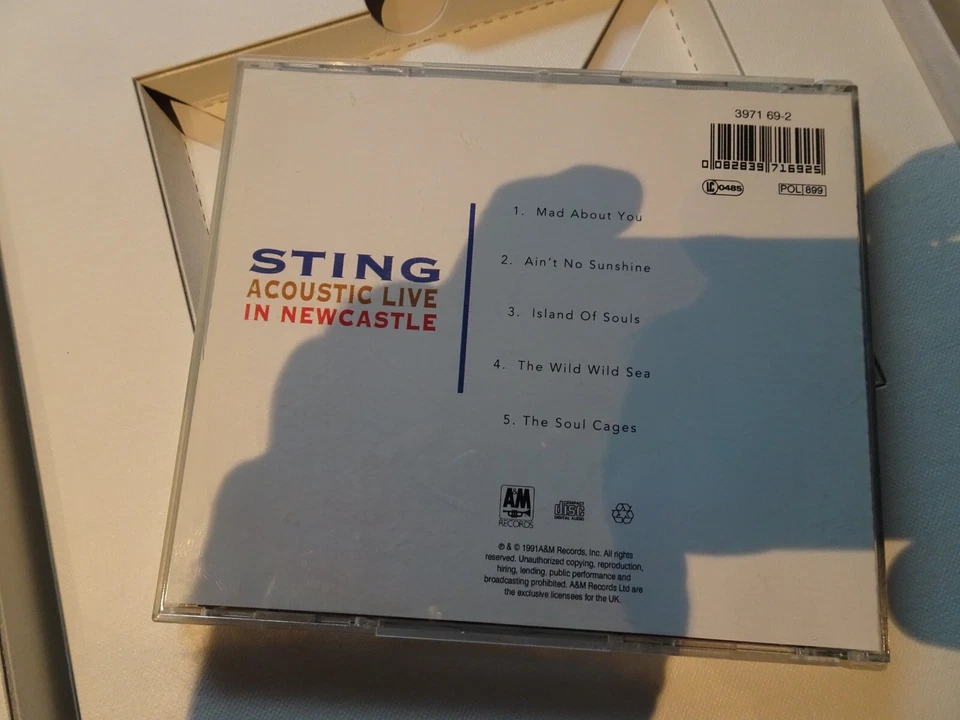 3971 69-2
0 082839 716925
LC 0485
POL 899
STING
ACOUSTIC LIVE
IN NEWCASTLE
1. Mad About You
2. Ain't No Sunshine
3. Island Of Souls
4. The Wild Wild Sea
5. The Soul Cages
A&M
RECORDS
COMPACT
disc
DIGITAL AUDIO
℗ & © 1991A&M Records, Inc. All rights
reserved. Unauthorized copying, reproduction,
hiring, lending, public performance and
broadcasting prohibited. A&M Records Ltd are
the exclusive licensees for the UK.